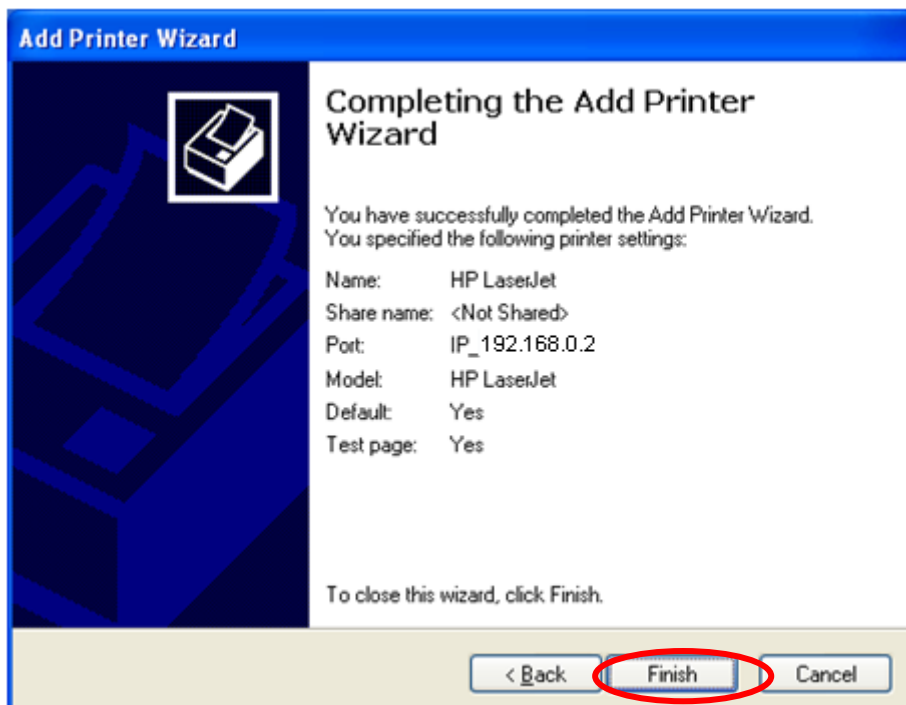 Add Printer Wizard
Completing the Add Printer
Wizard
You have successfully completed the Add Printer Wizard.
You specified the following printer settings:
Name: HP LaserJet
Share name: <Not Shared>
Port: IP_192.168.0.2
Model: HP LaserJet
Default: Yes
Test page: Yes
To close this wizard, click Finish.
< Back Finish Cancel